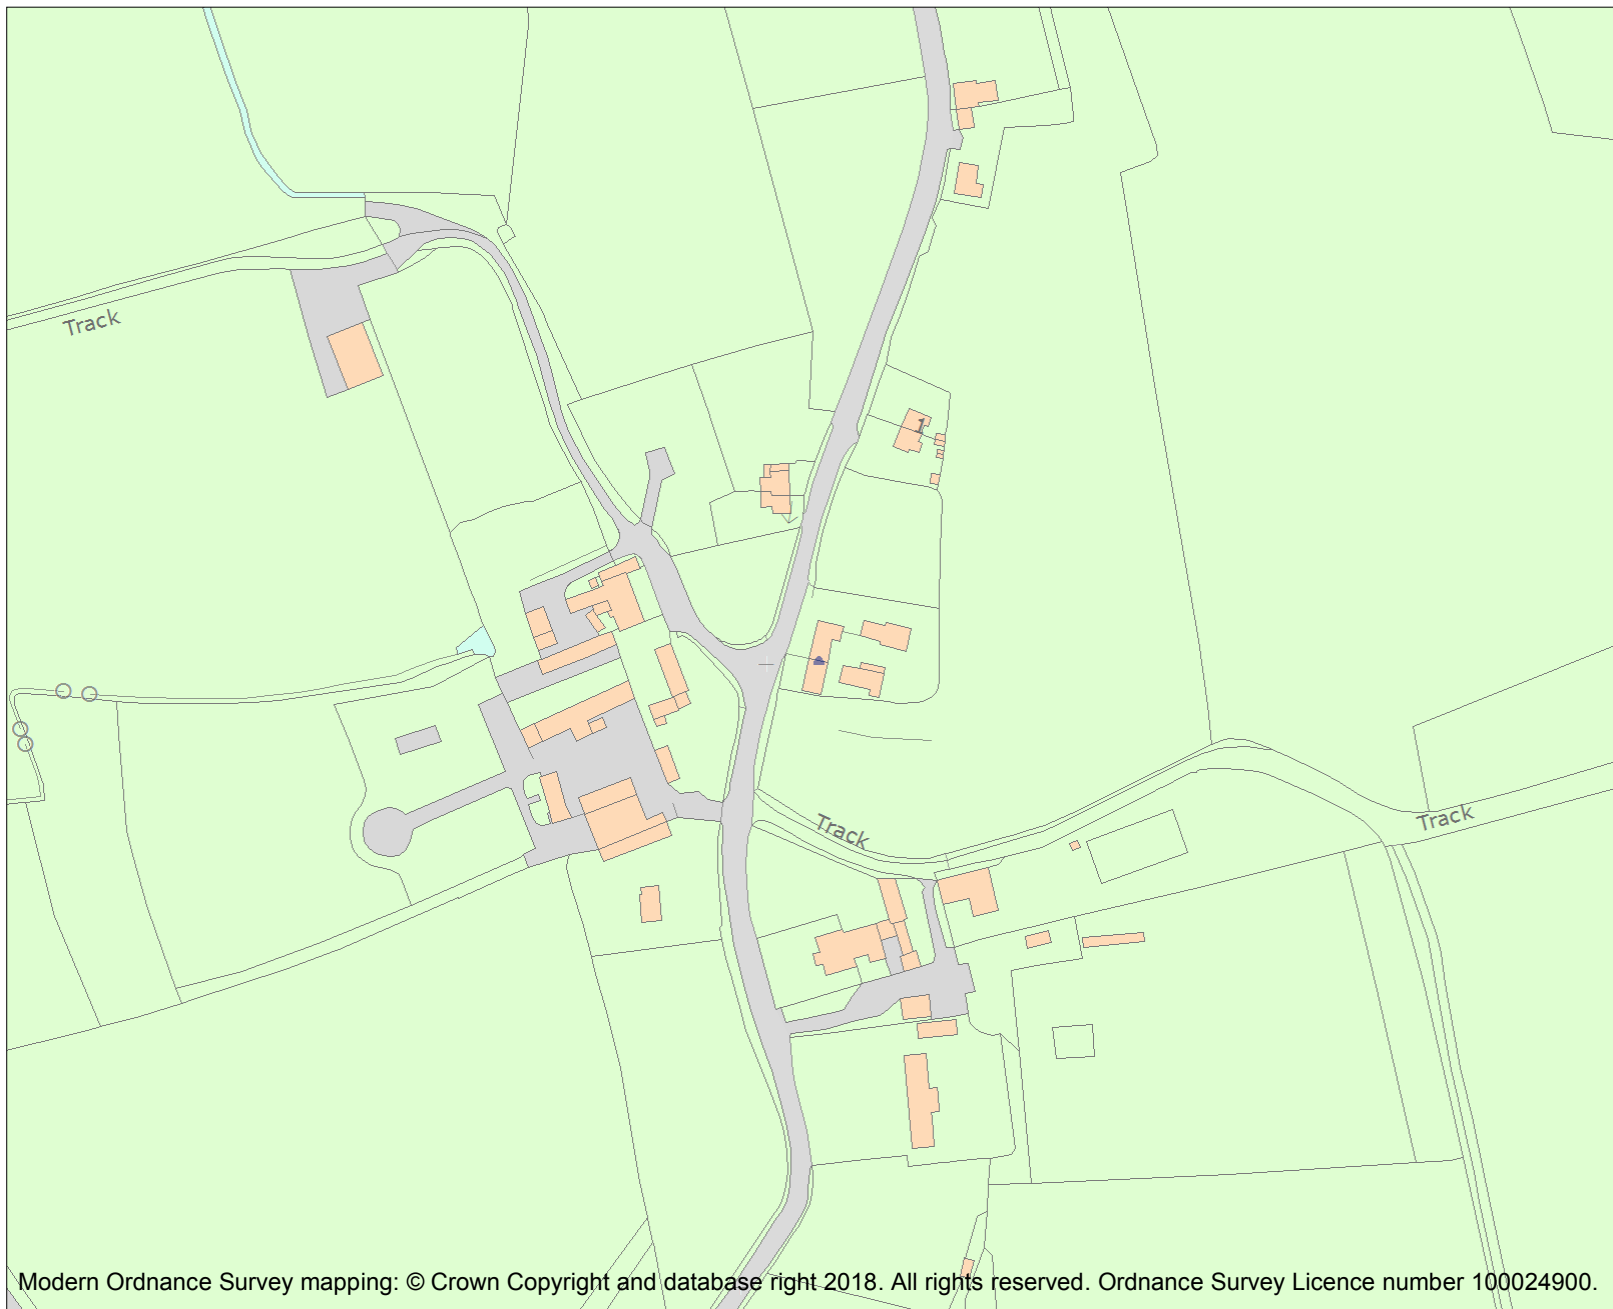 Track
1
Track
Track
Modern Ordnance Survey mapping: © Crown Copyright and database right 2018. All rights reserved. Ordnance Survey Licence number 100024900.